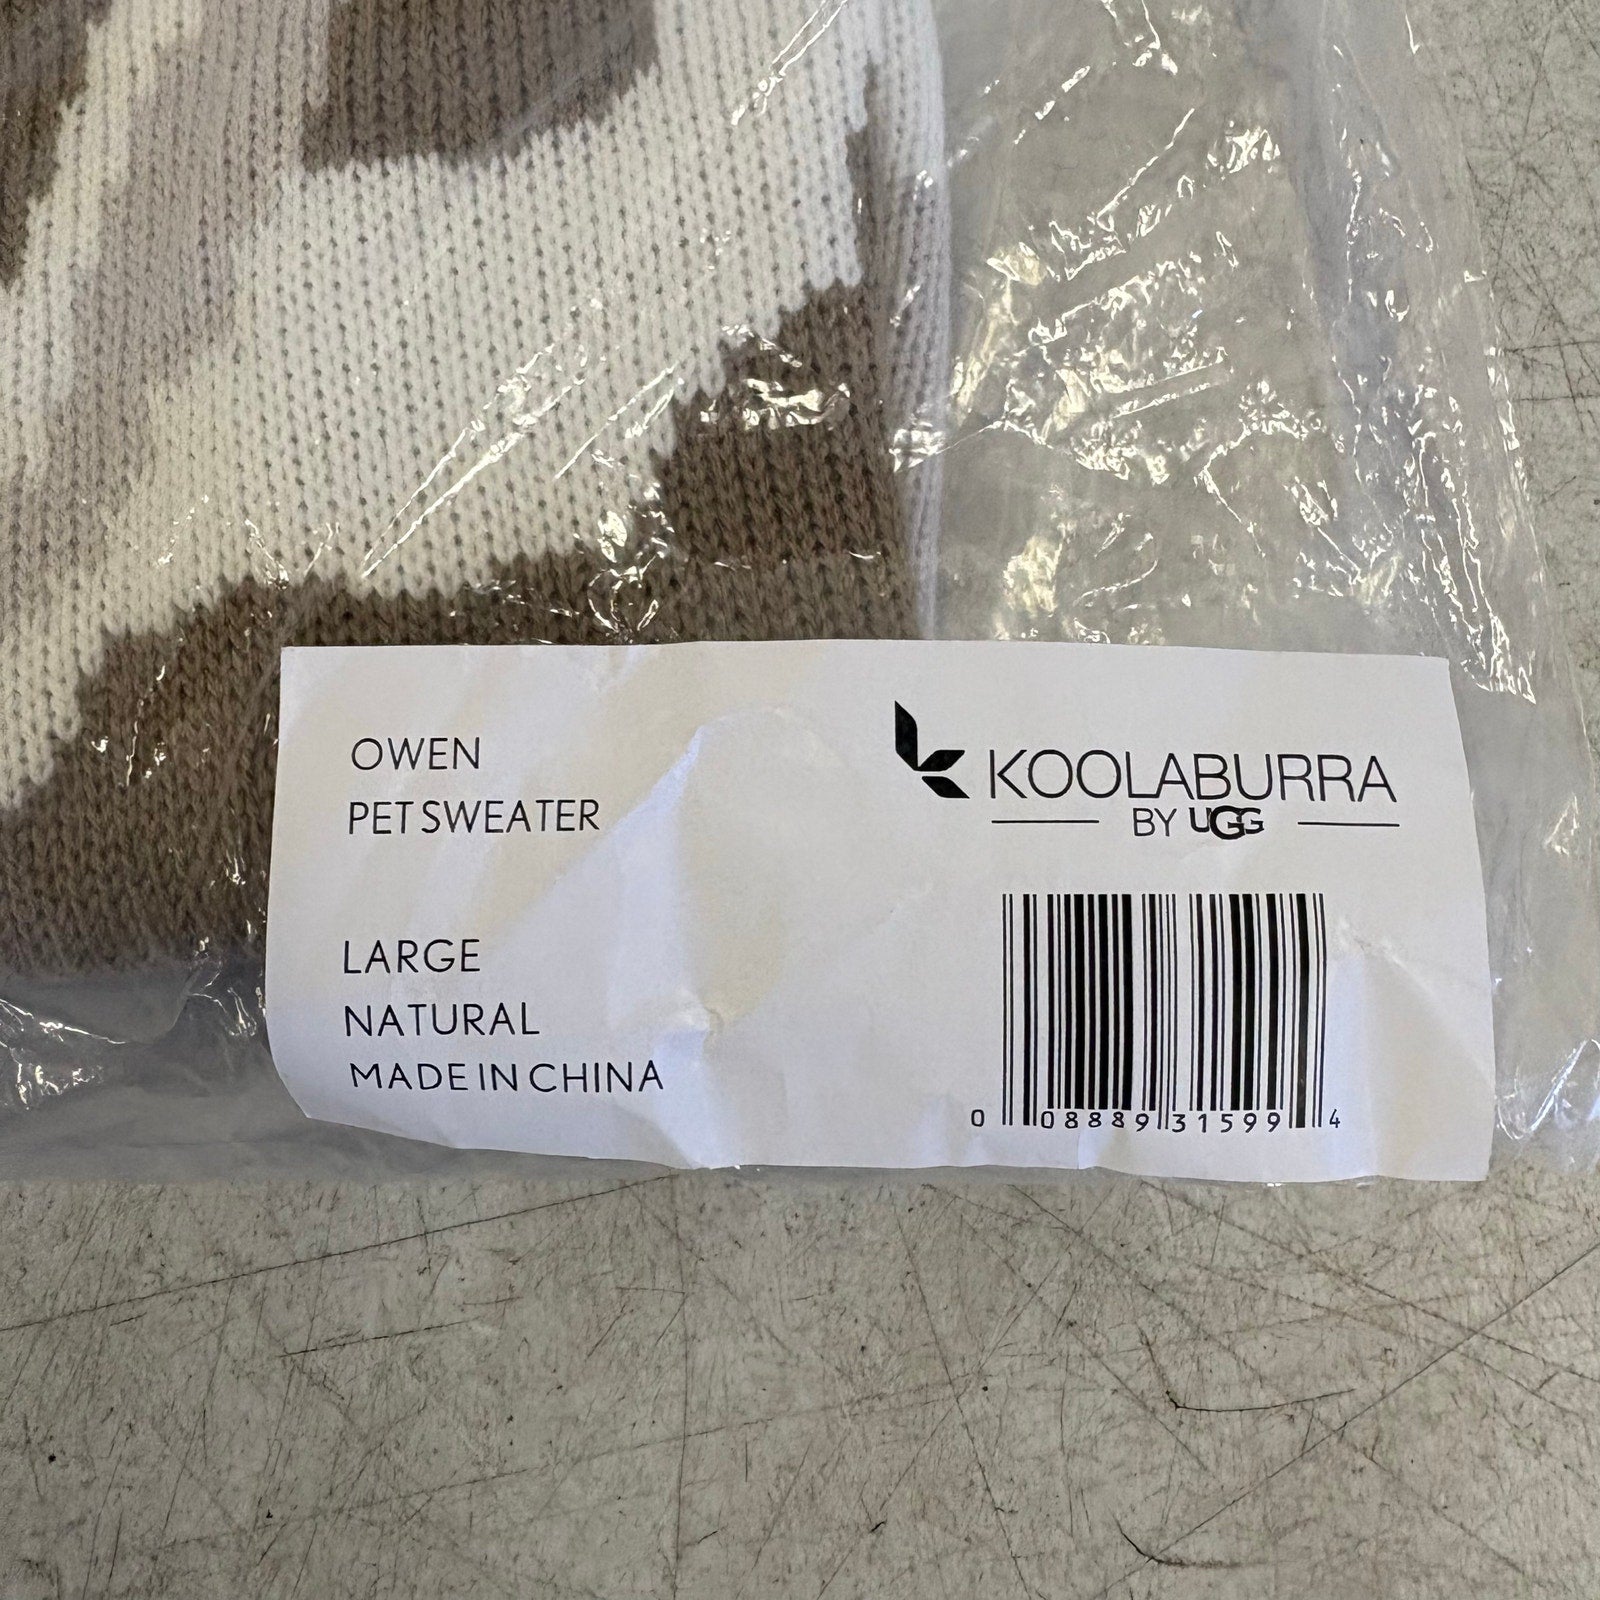 OWEN
PET SWEATER
LARGE
NATURAL
MADE IN CHINA
KOOLABURRA
BY UGG
0 08889 31599 4